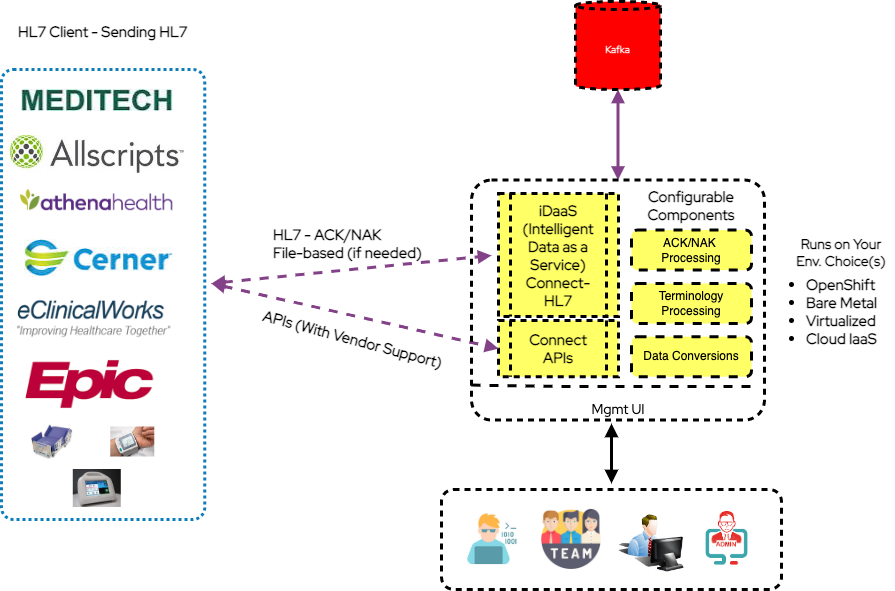 HL7 Client - Sending HL7
MEDITECH
Allscripts™
athenahealth
Cerner
eClinicalWorks
"Improving Healthcare Together"
Epic
HL7 - ACK/NAK
File-based (if needed)
APIs (With Vendor Support)
Kafka
iDaaS
(Intelligent
Data as a
Service)
Connect-
HL7
Connect
APIs
Configurable
Components
ACK/NAK
Processing
Terminology
Processing
Data Conversions
Mgmt UI
Runs on Your
Env. Choice(s)
• OpenShift
• Bare Metal
• Virtualized
• Cloud IaaS
TEAM
ADMIN